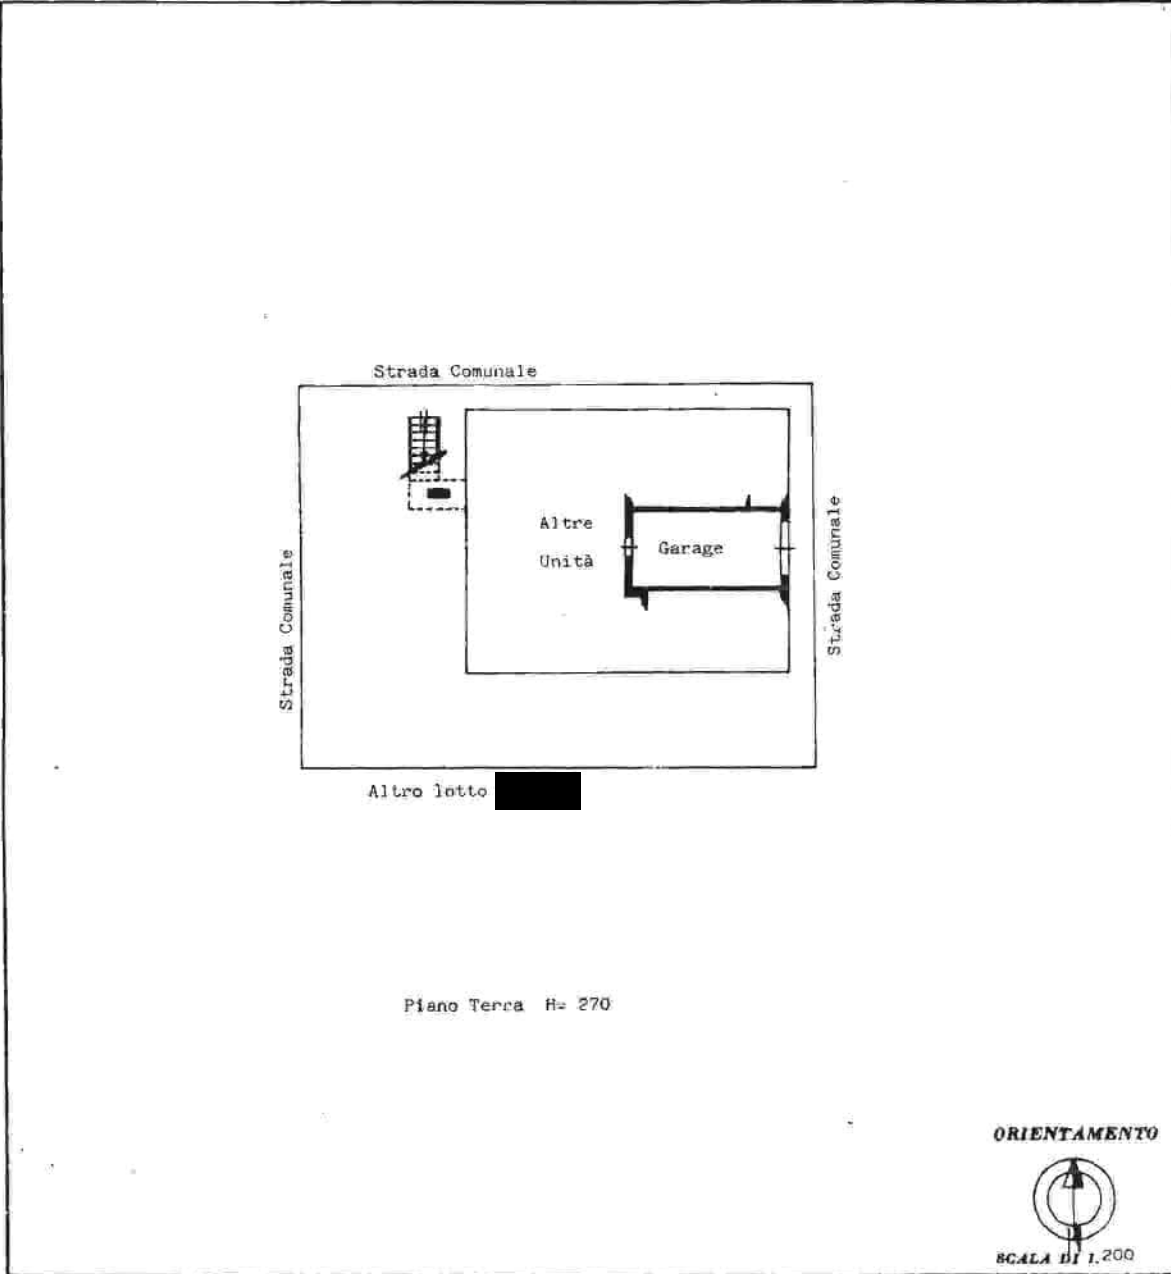 Strada Comunale
Altre
Unità
Garage
Strada Comunale
Strada Comunale
Altro lotto
Piano Terra H= 270
ORIENTAMENTO
SCALA DI 1.200